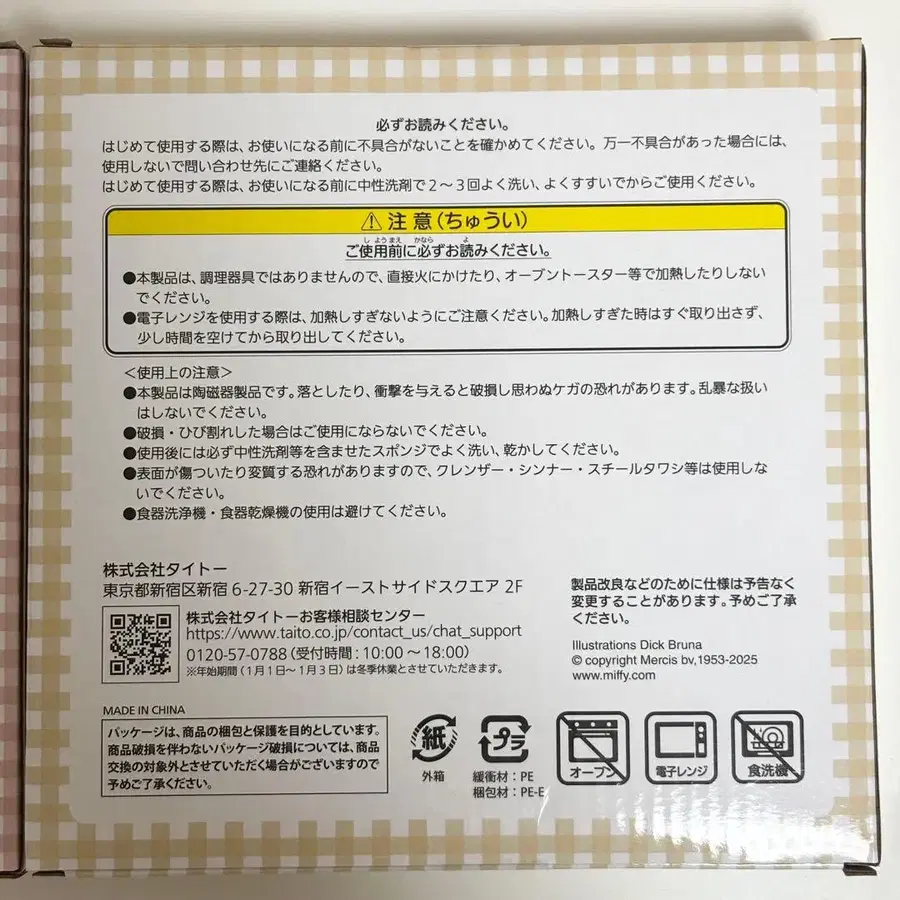 必ずお読みください。
はじめて使用する際は、お使いになる前に不具合がないことを確かめてください。万一不具合があった場合には、
使用しないで問い合わせ先にご連絡ください。
はじめて使用する際は、お使いになる前に中性洗剤で2〜3回よく洗い、よくすすいでからご使用ください。
⚠ 注意(ちゅうい)
しようまえ かなら よ
ご使用前に必ずお読みください。
●本製品は、調理器具ではありませんので、直接火にかけたり、オーブントースター等で加熱したりしない
でください。
●電子レンジを使用する際は、加熱しすぎないようにご注意ください。加熱しすぎた時はすぐ取り出さず、
少し時間を空けてから取り出してください。
<使用上の注意>
●本製品は陶磁器製品です。落としたり、衝撃を与えると破損し思わぬケガの恐れがあります。乱暴な扱い
はしないでください。
●破損・ひび割れした場合はご使用にならないでください。
●使用後には必ず中性洗剤等を含ませたスポンジでよく洗い、乾かしてください。
●表面が傷ついたり変質する恐れがありますので、クレンザー・シンナー・スチールタワシ等は使用しな
いでください。
●食器洗浄機・食器乾燥機の使用は避けてください。
株式会社タイトー
東京都新宿区新宿 6-27-30 新宿イーストサイドスクエア 2F
株式会社タイトーお客様相談センター
https://www.taito.co.jp/contact_us/chat_support
0120-57-0788(受付時間:10:00〜18:00)
※年始期間(1月1日〜1月3日)は冬季休業とさせていただきます。
製品改良などのために仕様は予告なく
変更することがあります。予めご了承
ください。
Illustrations Dick Bruna
© copyright Mercis bv,1953-2025
www.miffy.com
MADE IN CHINA
パッケージは、商品の梱包と保護を目的としています。
商品破損を伴わないパッケージ破損については、商品
交換の対象外とさせていただく場合がございますので
予めご了承ください。
紙
外箱
プラ
緩衝材:PE
梱包材:PE-E
オーブン
電子レンジ
食洗機